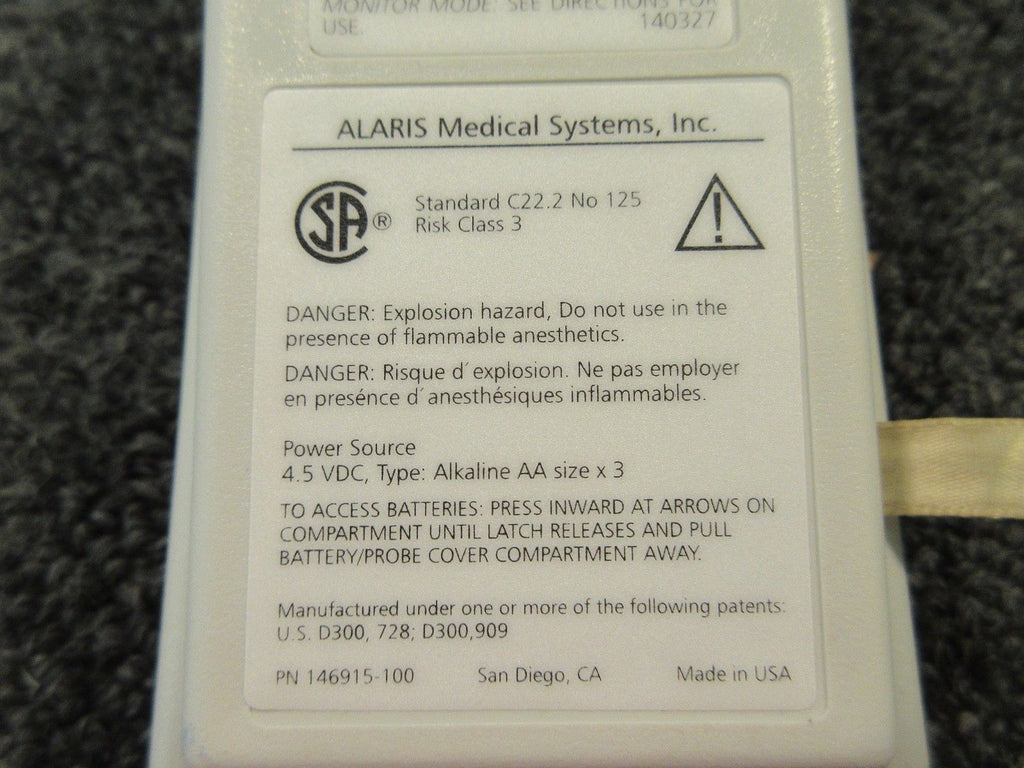 MONITOR MODE: SEE DIRECTIONS FOR
USE. 140327
ALARIS Medical Systems, Inc.
SA® Standard C22.2 No 125
Risk Class 3
!
DANGER: Explosion hazard, Do not use in the
presence of flammable anesthetics.
DANGER: Risque d´explosion. Ne pas employer
en presénce d´anesthésiques inflammables.
Power Source
4.5 VDC, Type: Alkaline AA size x 3
TO ACCESS BATTERIES: PRESS INWARD AT ARROWS ON
COMPARTMENT UNTIL LATCH RELEASES AND PULL
BATTERY/PROBE COVER COMPARTMENT AWAY.
Manufactured under one or more of the following patents:
U.S. D300, 728; D300,909
PN 146915-100 San Diego, CA Made in USA